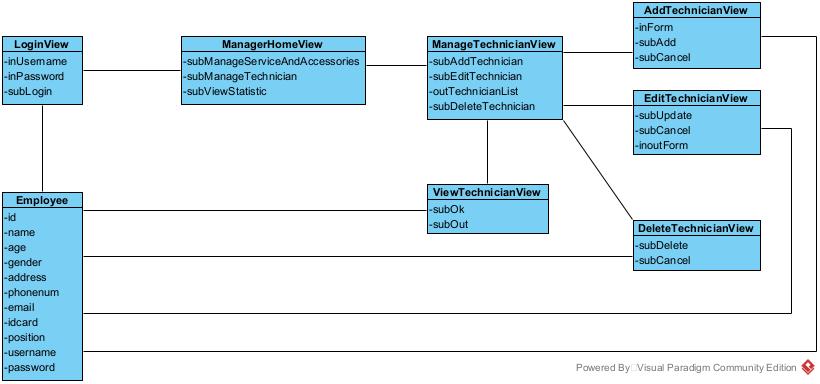 LoginView
-inUsename
-inPassword
-subLogin
ManagerHomeView
-subManageServiceAndAccessories
-subManageTechnician
-subViewStatistic
ManageTechnicianView
-subAddTechnician
-subEditTechnician
-outTechnicianList
-subDeleteTechnician
AddTechnicianView
-inForm
-subAdd
-subCancel
EditTechnicianView
-subUpdate
-subCancel
-inoutForm
ViewTechnicianView
-subOk
-subOut
DeleteTechnicianView
-subDelete
-subCancel
Employee
-id
-name
-age
-gender
-address
-phonenum
-email
-idcard
-position
-username
-password
Powered By Visual Paradigm Community Edition